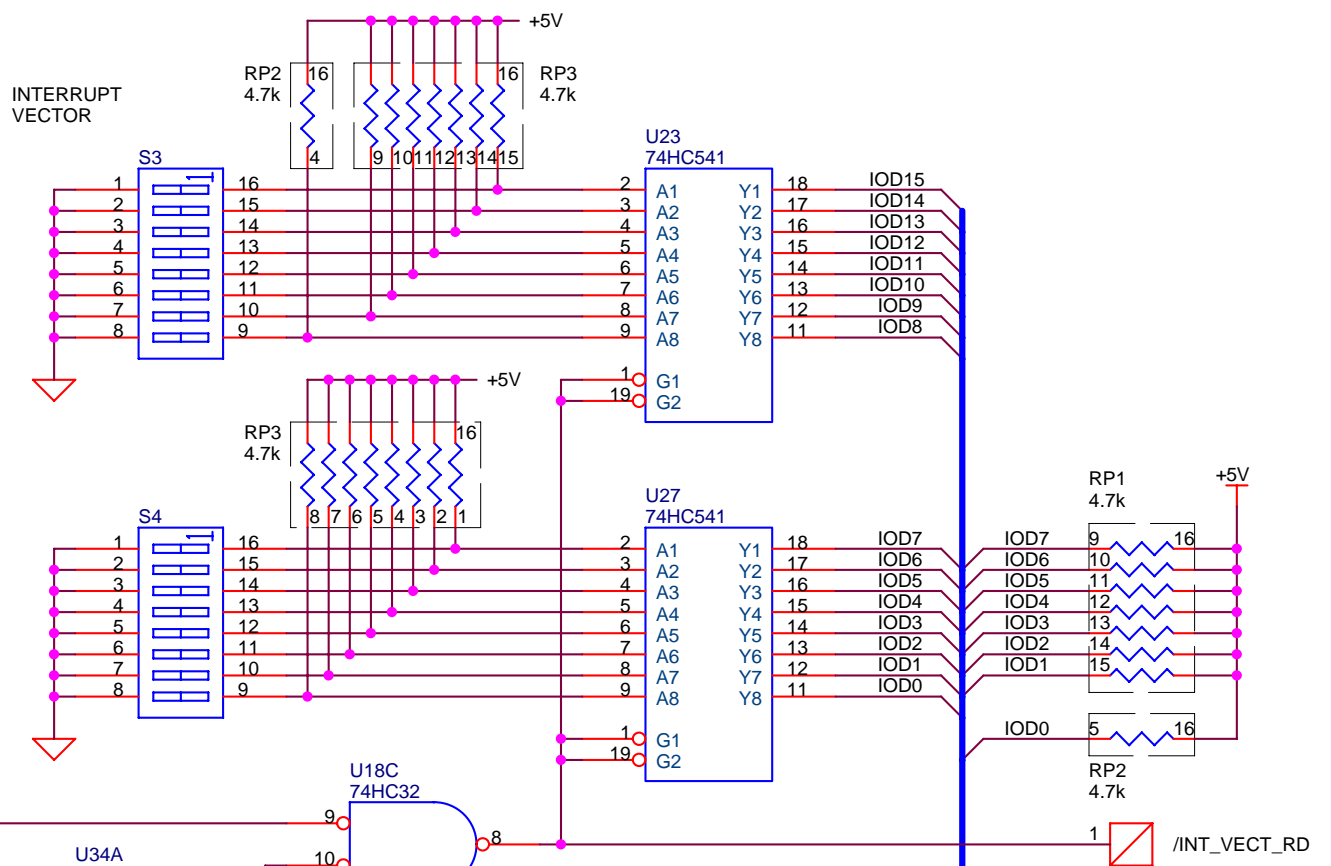 +5V
RP2
4.7k
16
16
RP3
4.7k
INTERRUPT
VECTOR
4
9 10 11 12 13 14 15
U23
74HC541
S3
1 16 2 A1 Y1 18 IOD15
2 15 3 A2 Y2 17 IOD14
3 14 4 A3 Y3 16 IOD13
4 13 5 A4 Y4 15 IOD12
5 12 6 A5 Y5 14 IOD11
6 11 7 A6 Y6 13 IOD10
7 10 8 A7 Y7 12 IOD9
8 9 9 A8 Y8 11 IOD8
1 G1
19 G2
+5V
RP3
4.7k
16
8 7 6 5 4 3 2 1
U27
74HC541
RP1
4.7k
+5V
S4
1 16 2 A1 Y1 18 IOD7 IOD7 9 16
2 15 3 A2 Y2 17 IOD6 IOD6 10
3 14 4 A3 Y3 16 IOD5 IOD5 11
4 13 5 A4 Y4 15 IOD4 IOD4 12
5 12 6 A5 Y5 14 IOD3 IOD3 13
6 11 7 A6 Y6 13 IOD2 IOD2 14
7 10 8 A7 Y7 12 IOD1 IOD1 15
8 9 9 A8 Y8 11 IOD0
1 G1
19 G2
IOD0 5 16
RP2
4.7k
U18C
74HC32
9
8
10
U34A
1 /INT_VECT_RD